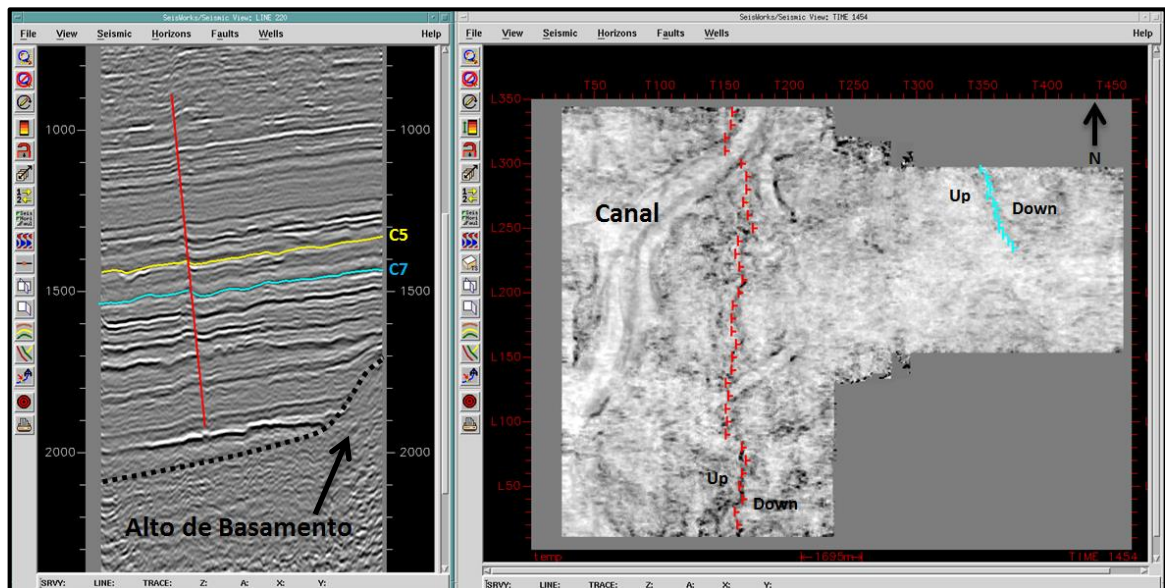 SeisWorks/Seismic View: LINE 220
File View Seismic Horizons Faults Wells Help
1000 1000
C5
C7
1500 1500
2000 2000
Alto de Basamento
SRVY: LINE: TRACE: Z: A: X: Y:
SeisWorks/Seismic View: TIME 1454
File View Seismic Horizons Faults Wells Help
T50 T100 T150 T200 T250 T300 T350 T400 T450
L350
N
L300
Up
Down
Canal
L250
L200
L150
L100
Up
L50
Down
temp 1695m TIME 1454
SRVY: LINE: TRACE: Z: A: X: Y: